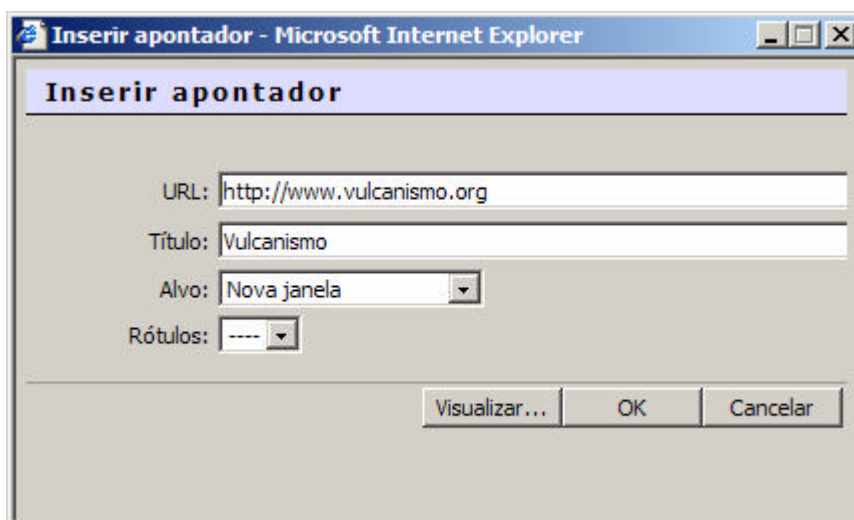 Inserir apontador - Microsoft Internet Explorer
Inserir apontador
URL: http://www.vulcanismo.org
Título: Vulcanismo
Alvo: Nova janela
Rótulos: ----
Visualizar... OK Cancelar